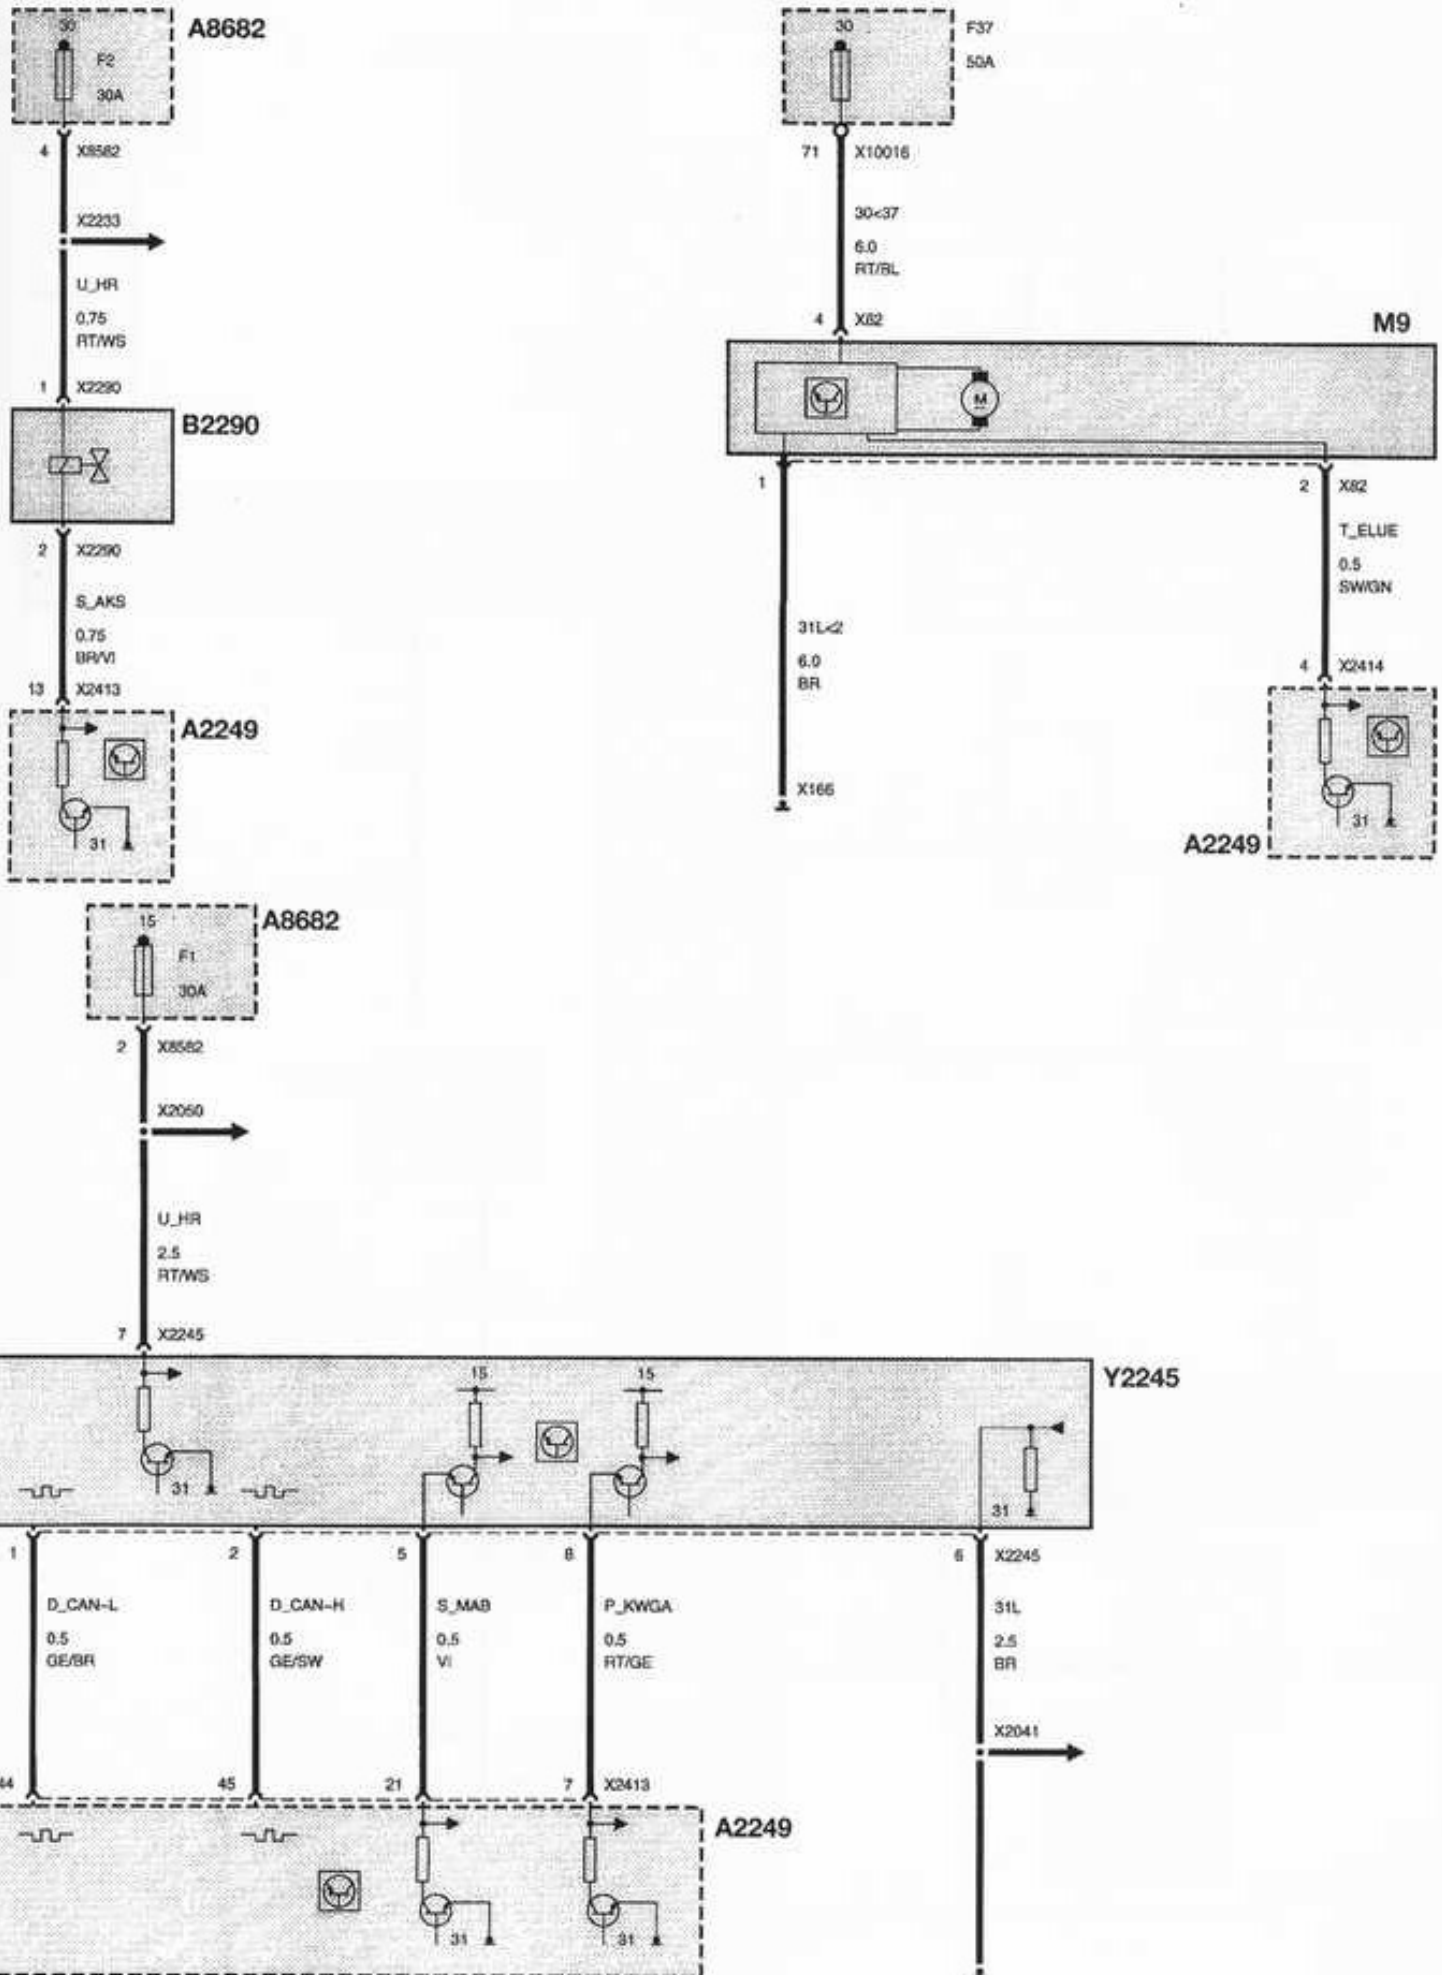 30
A8682
F2
30A
4 X8582
X2233
U_HR
0.75
RT/WS
1 X2290
B2290
2 X2290
S_AKS
0.75
BR/VI
13 X2413
A2249
31
30
F37
50A
71 X10016
30<37
6.0
RT/BL
4 X82
M9
M
1
2 X82
T_ELUE
0.5
SW/GN
31L<2
6.0
BR
4 X2414
X166
31
A2249
15
A8682
F1
30A
2 X8582
X2050
U_HR
2.5
RT/WS
7 X2245
15
15
Y2245
31
31
1
2
5
8
6 X2245
D_CAN-L
0.5
GE/BR
D_CAN-H
0.5
GE/SW
S_MAB
0.5
VI
P_KWGA
0.5
RT/GE
31L
2.5
BR
X2041
44
45
21
7 X2413
A2249
31
31